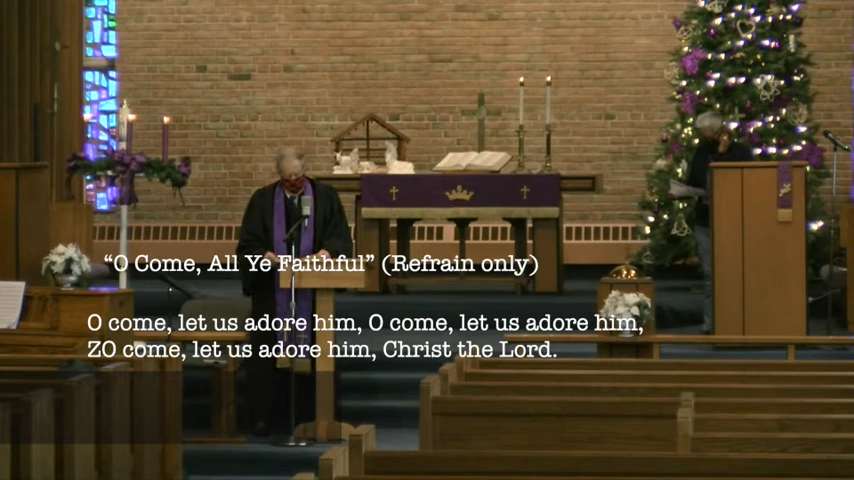 “O Come, All Ye Faithful” (Refrain only)
O come, let us adore him, O come, let us adore him,
ZO come, let us adore him, Christ the Lord.